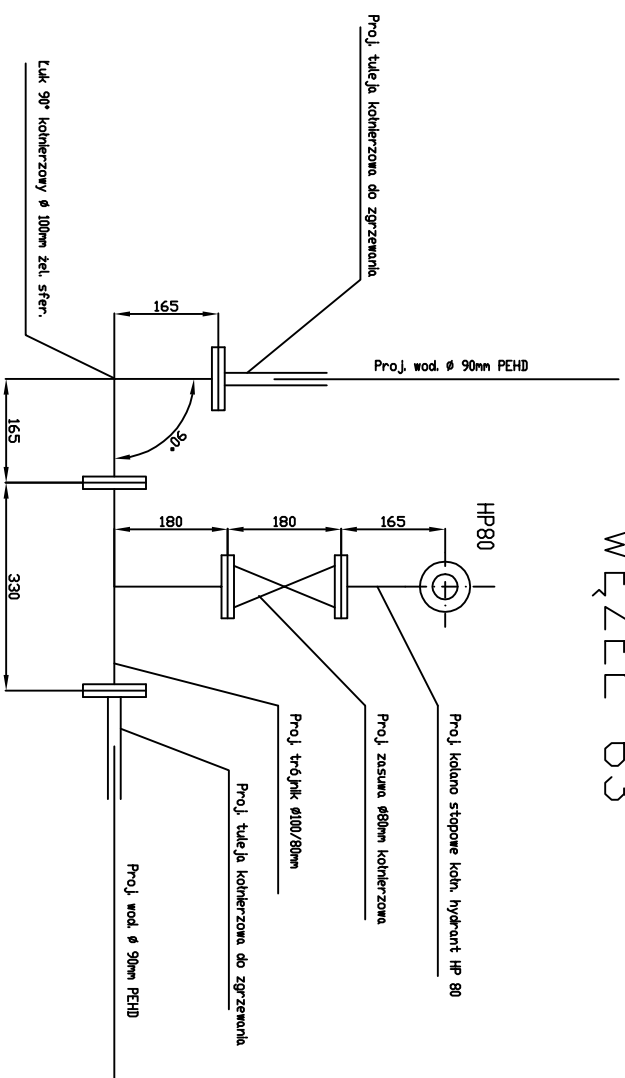 WĘZEŁ B3
HP80
Proj. tuleja kołnierzowa do zgrzewania
Łuk 90° kołnierzowy ø 100mm żel. sfer.
Proj. wod. ø 90mm PEHD
165
165
90°
330
180
180
165
Proj. kolano stopowe kołn. hydrant HP 80
Proj. zasuwa ø80mm kołnierzowa
Proj. trójnik ø100/80mm
Proj. tuleja kołnierzowa do zgrzewania
Proj. wod. ø 90mm PEHD